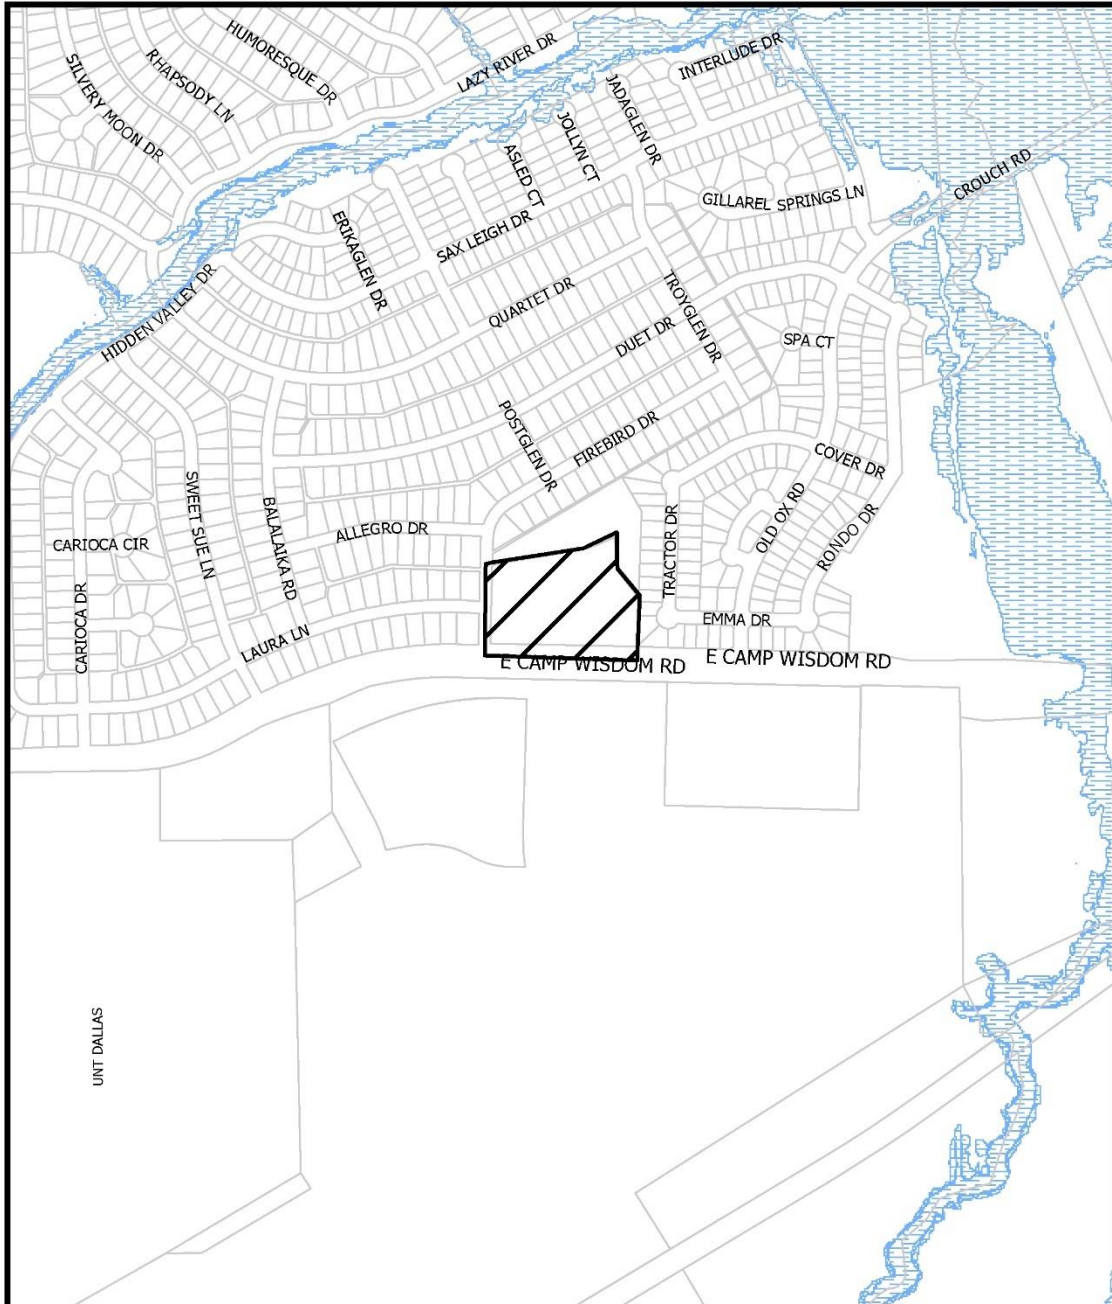 HUMORESQUE DR
LAZY RIVER DR
INTERLUDE DR
RHAPSODY LN
SILVERY MOON DR
JADAGLEN DR
JOLLYN CT
ASLED CT
CROUCH RD
GILLAREL SPRINGS LN
ERIKAGLEN DR
SAX LEIGH DR
HIDDEN VALLEY DR
QUARTET DR
TROYGLEN DR
DUET DR
SPA CT
POSTGLEN DR
FIREBIRD DR
COVER DR
SWEET SUE LN
BALALAIKA RD
OLD OX RD
RONDO DR
TRACTOR DR
ALLEGRO DR
CARIOCA CIR
CARIOCA DR
EMMA DR
LAURA LN
E CAMP WISDOM RD
E CAMP WISDOM RD
UNT DALLAS